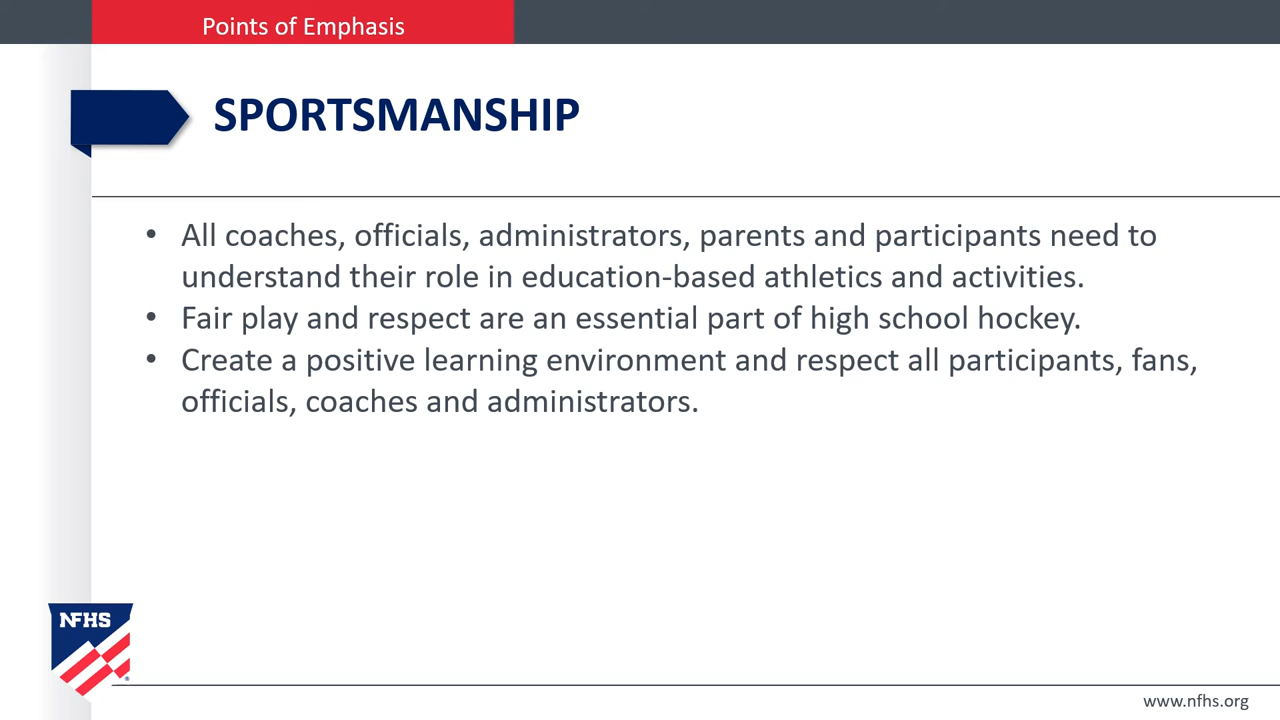 Points of Emphasis
SPORTSMANSHIP
• All coaches, officials, administrators, parents and participants need to
understand their role in education-based athletics and activities.
• Fair play and respect are an essential part of high school hockey.
• Create a positive learning environment and respect all participants, fans,
officials, coaches and administrators.
NFHS
®
www.nfhs.org